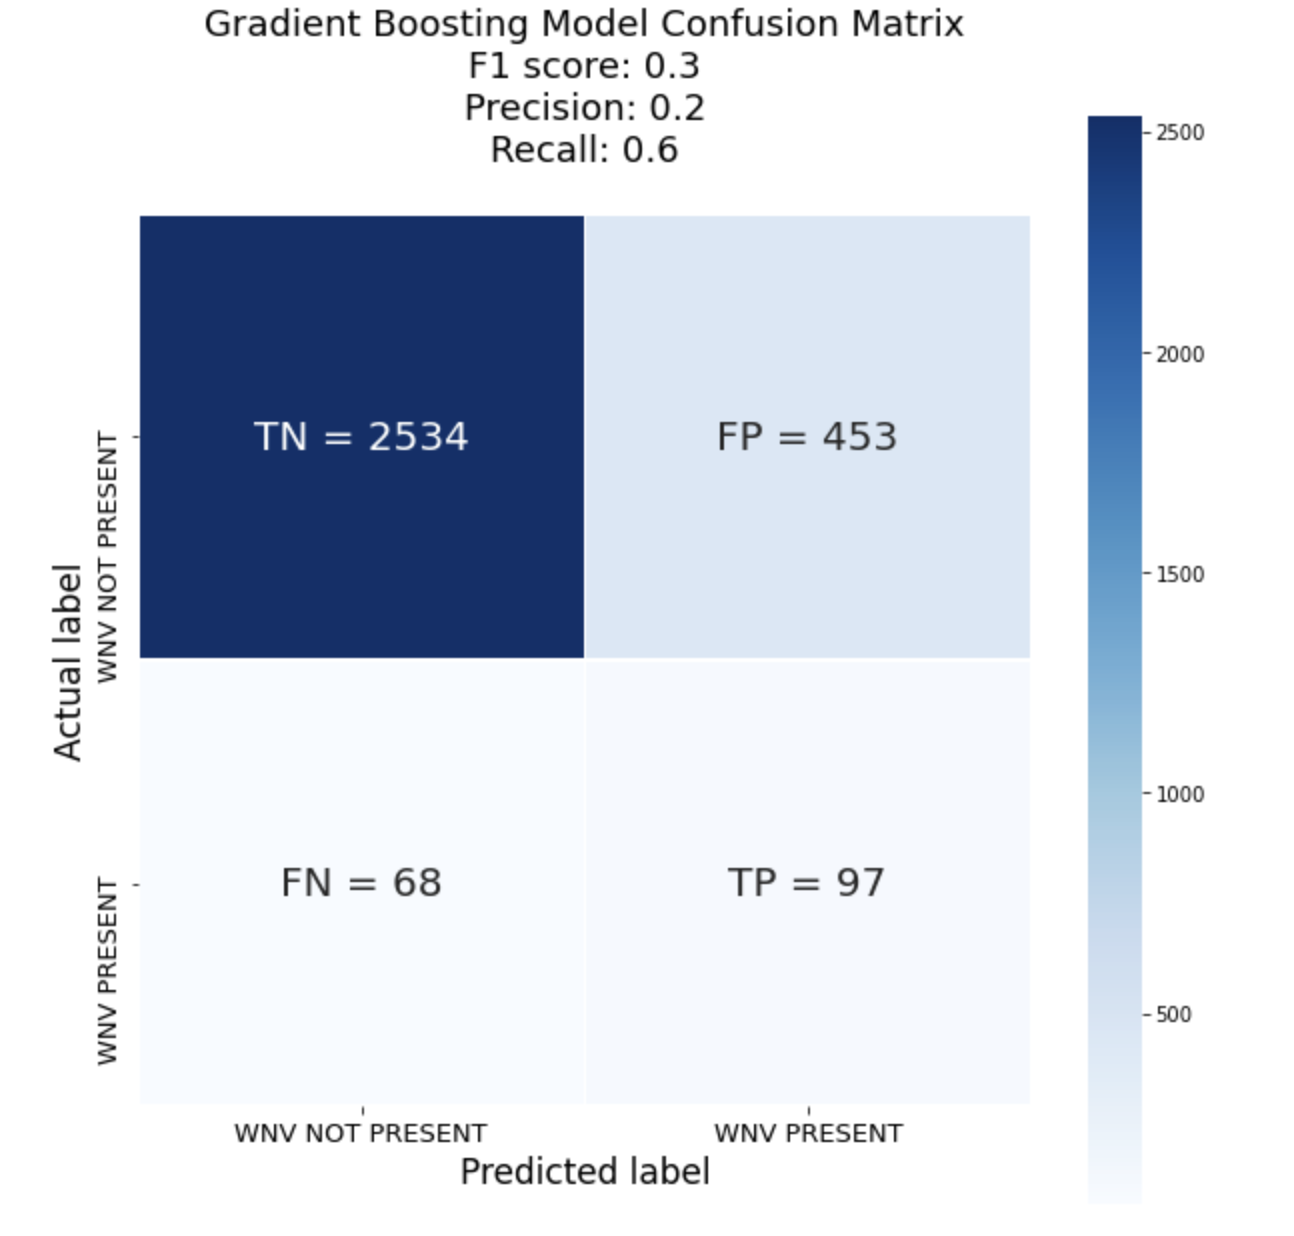 Gradient Boosting Model Confusion Matrix
F1 score: 0.3
Precision: 0.2
Recall: 0.6
2500
2000
1500
1000
500
Actual label
WNV NOT PRESENT
WNV PRESENT
TN = 2534
FP = 453
FN = 68
TP = 97
WNV NOT PRESENT
WNV PRESENT
Predicted label